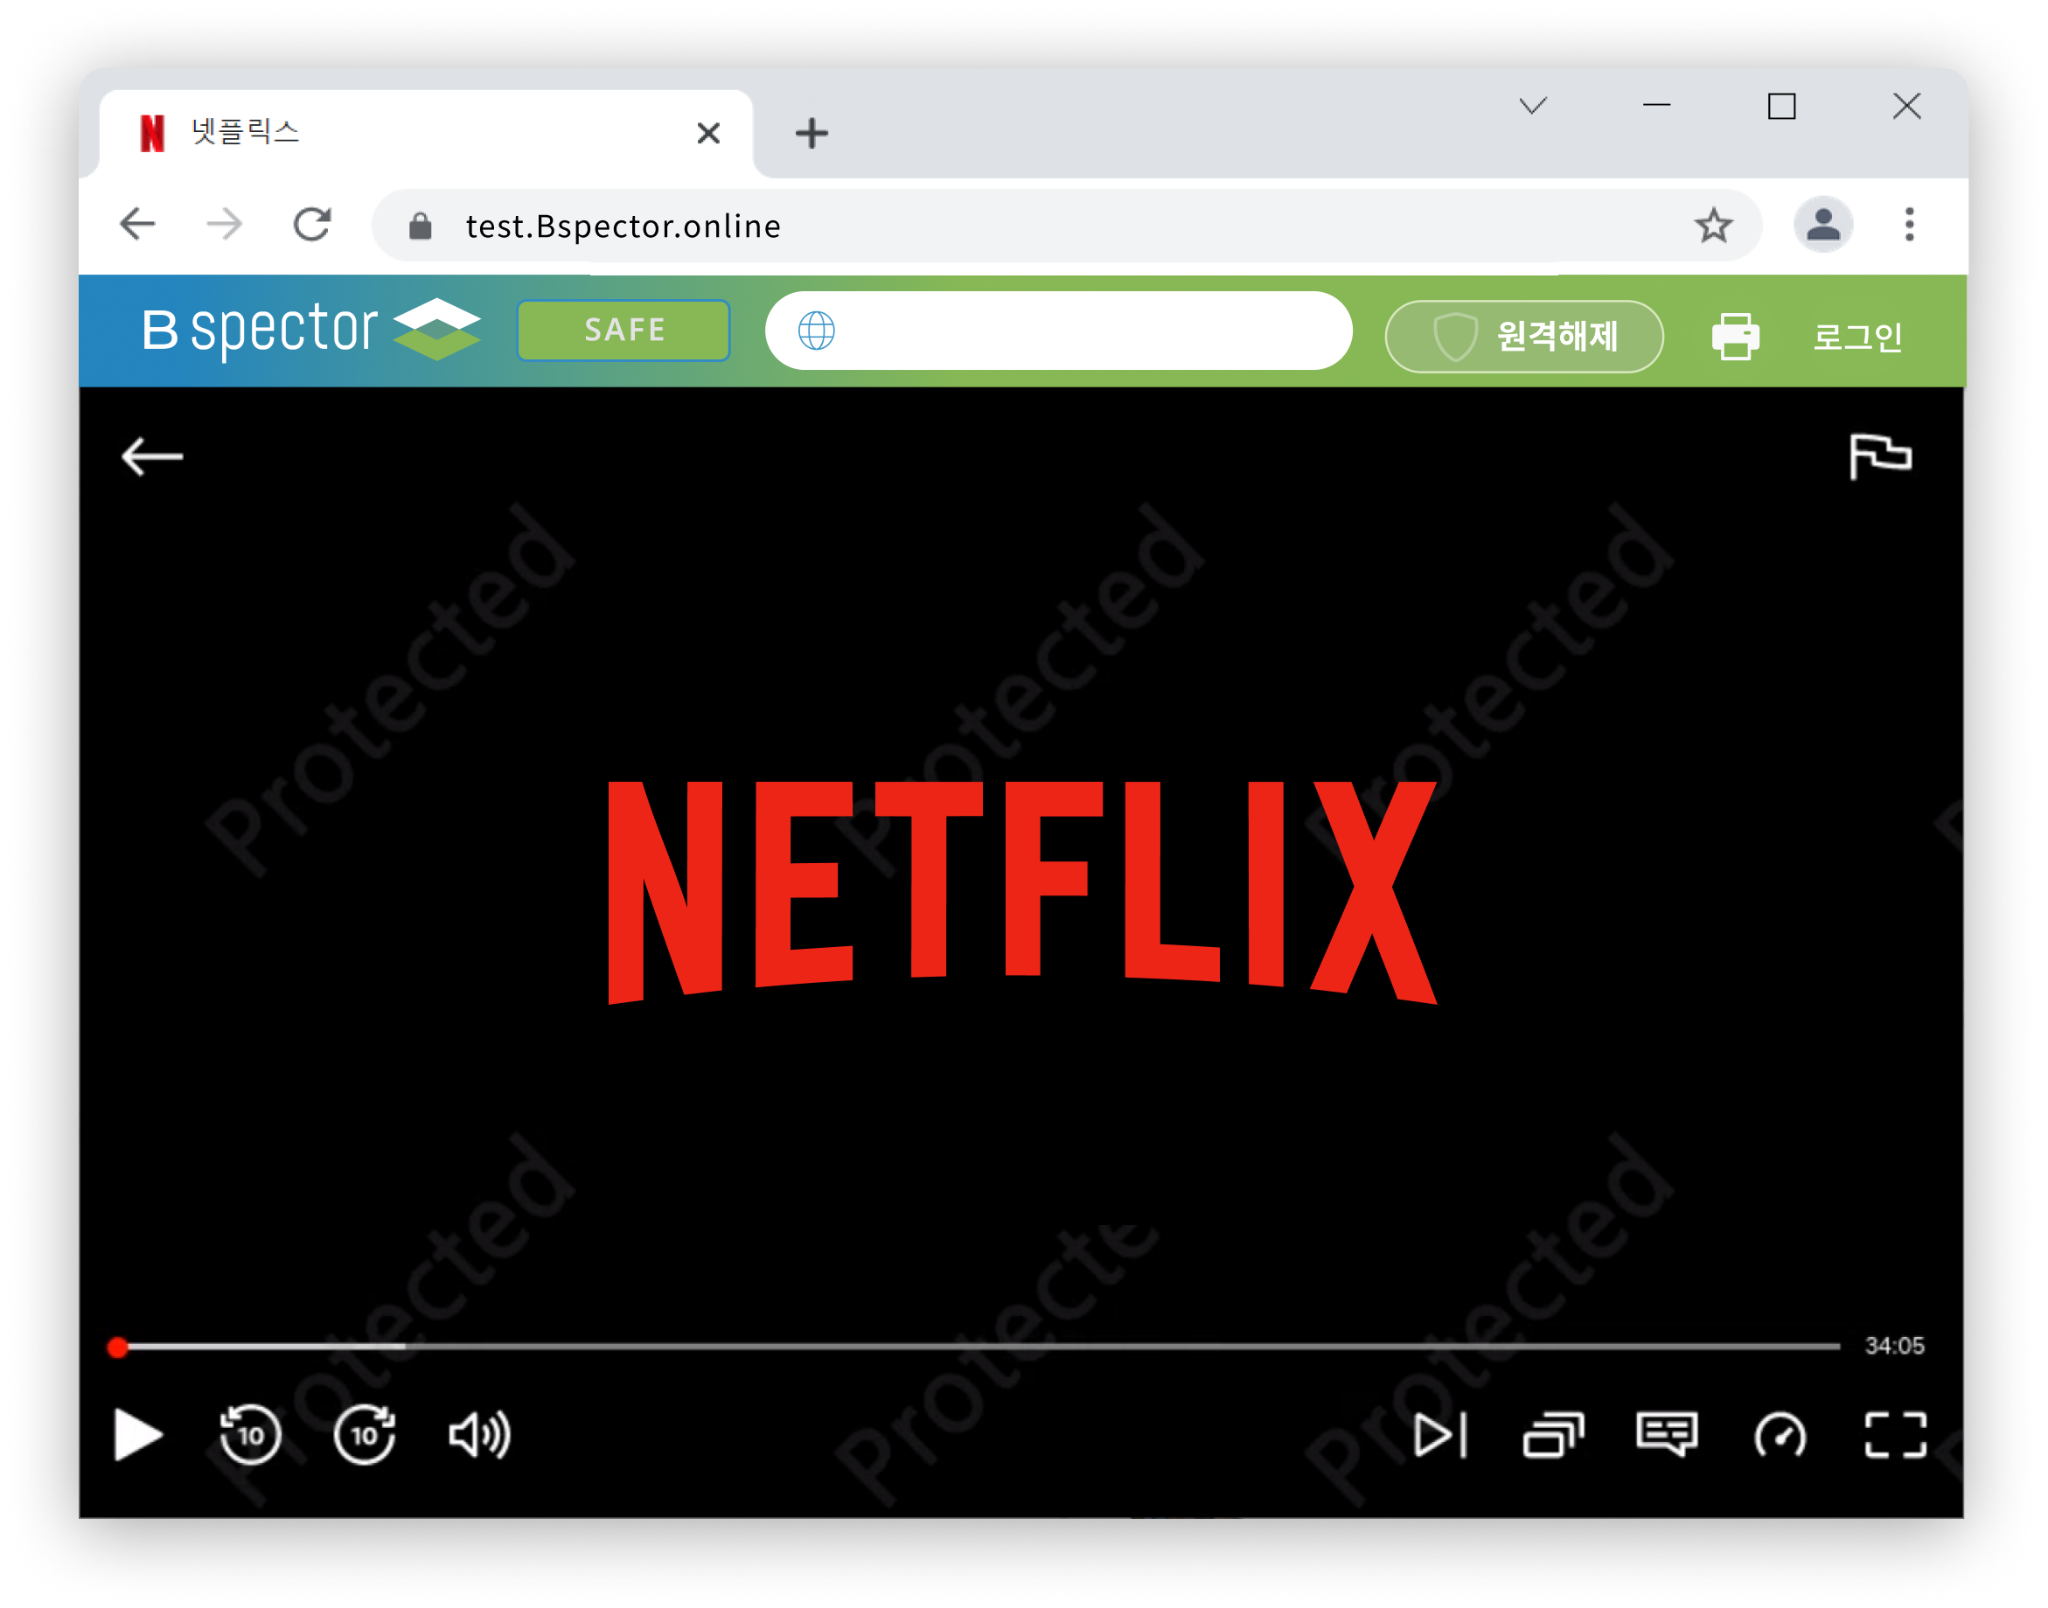 넷플릭스
test.Bspector.online
B spector SAFE 원격해제 로그인
Protected Protected Protected
NETFLIX
Protected Protecte Protected
34:05
10 10